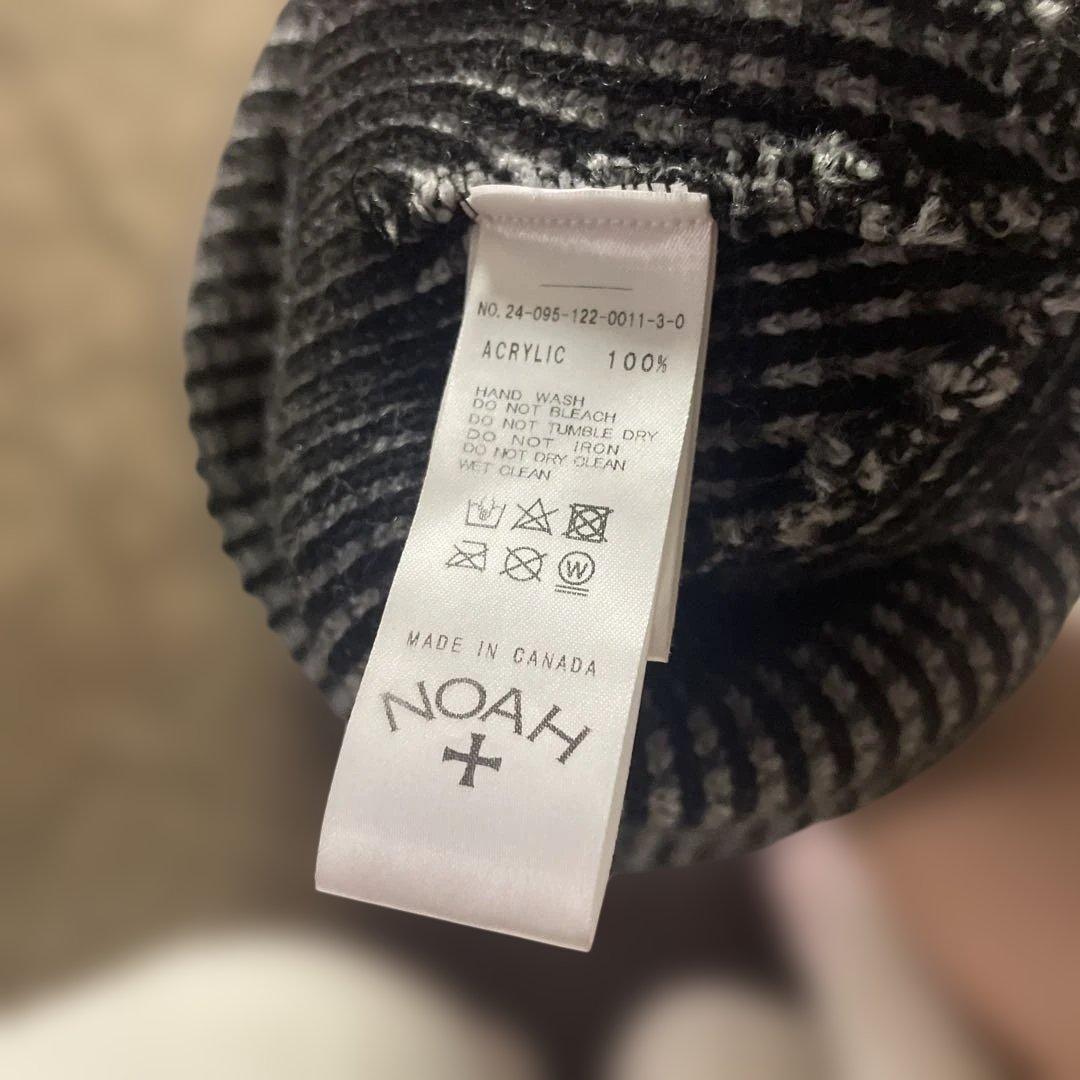 NO. 24-095-122-0011-3-0
ACRYLIC 100%
HAND WASH
DO NOT BLEACH
DO NOT TUMBLE DRY
DO NOT IRON
DO NOT DRY CLEAN
WET CLEAN
W
MADE IN CANADA
NOAH